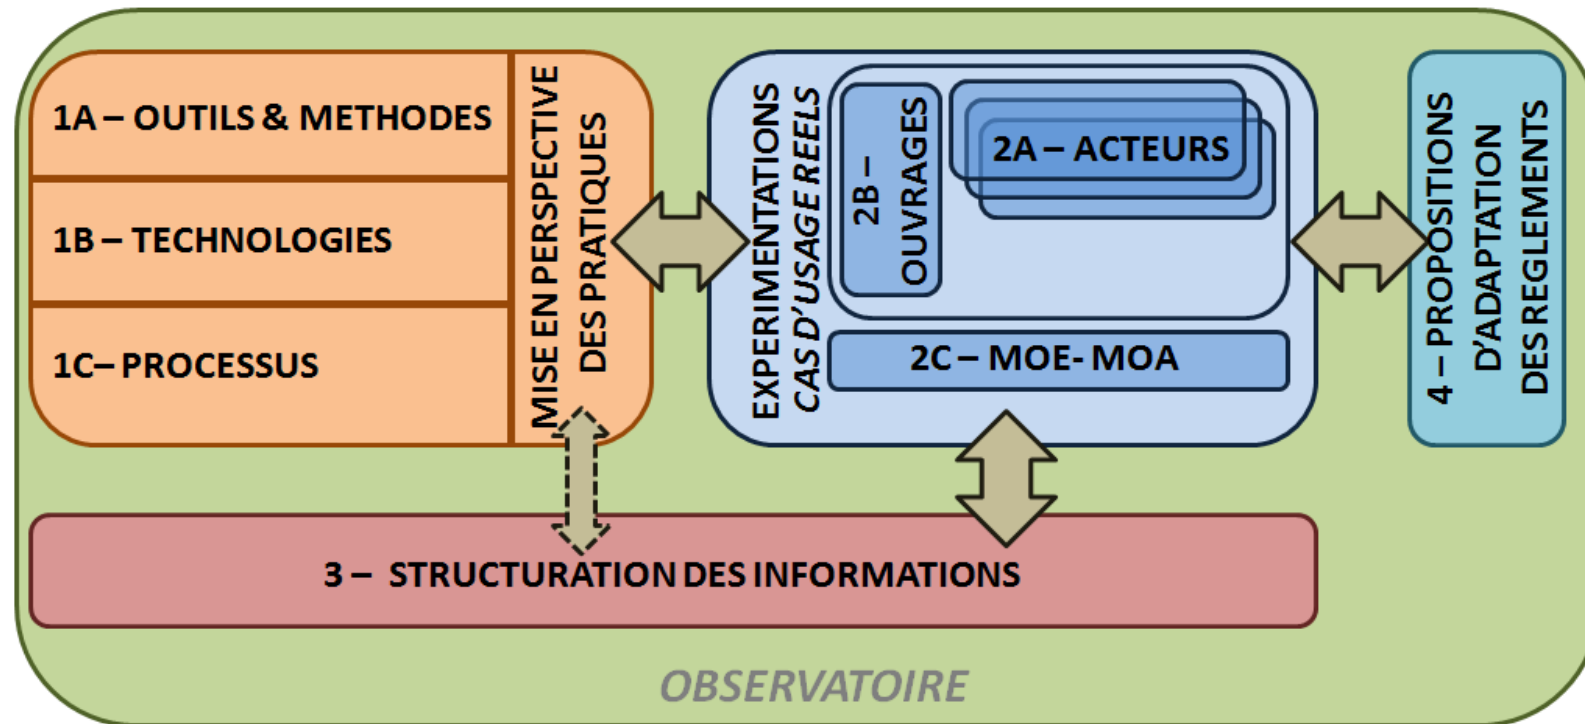 1A – OUTILS & METHODES
1B – TECHNOLOGIES
1C– PROCESSUS
MISE EN PERSPECTIVE
DES PRATIQUES
EXPERIMENTATIONS
CAS D'USAGE REELS
2B –
OUVRAGES
2A – ACTEURS
2C – MOE- MOA
4 – PROPOSITIONS
D'ADAPTATION
DES REGLEMENTS
3 – STRUCTURATION DES INFORMATIONS
OBSERVATOIRE